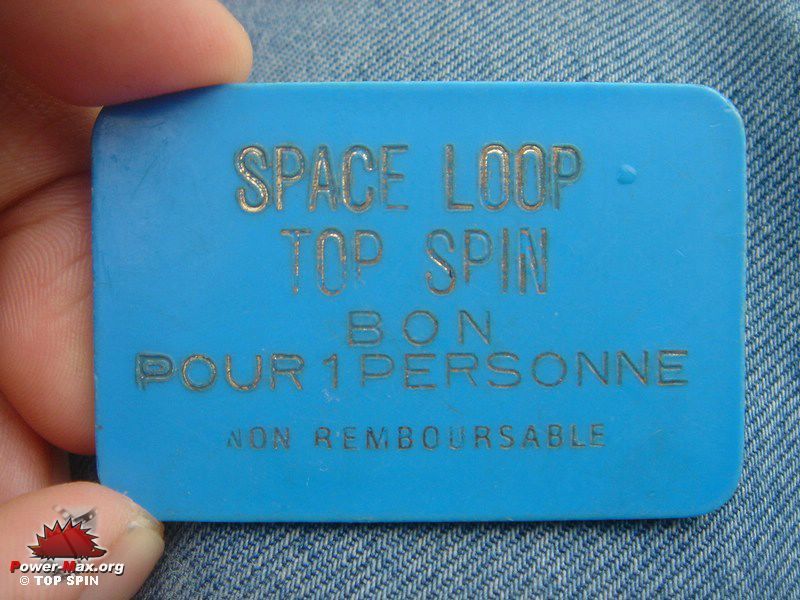 SPACE LOOP
TOP SPIN
BON
POUR 1 PERSONNE
NON REMBOURSABLE
Power-Max.org
© TOP SPIN